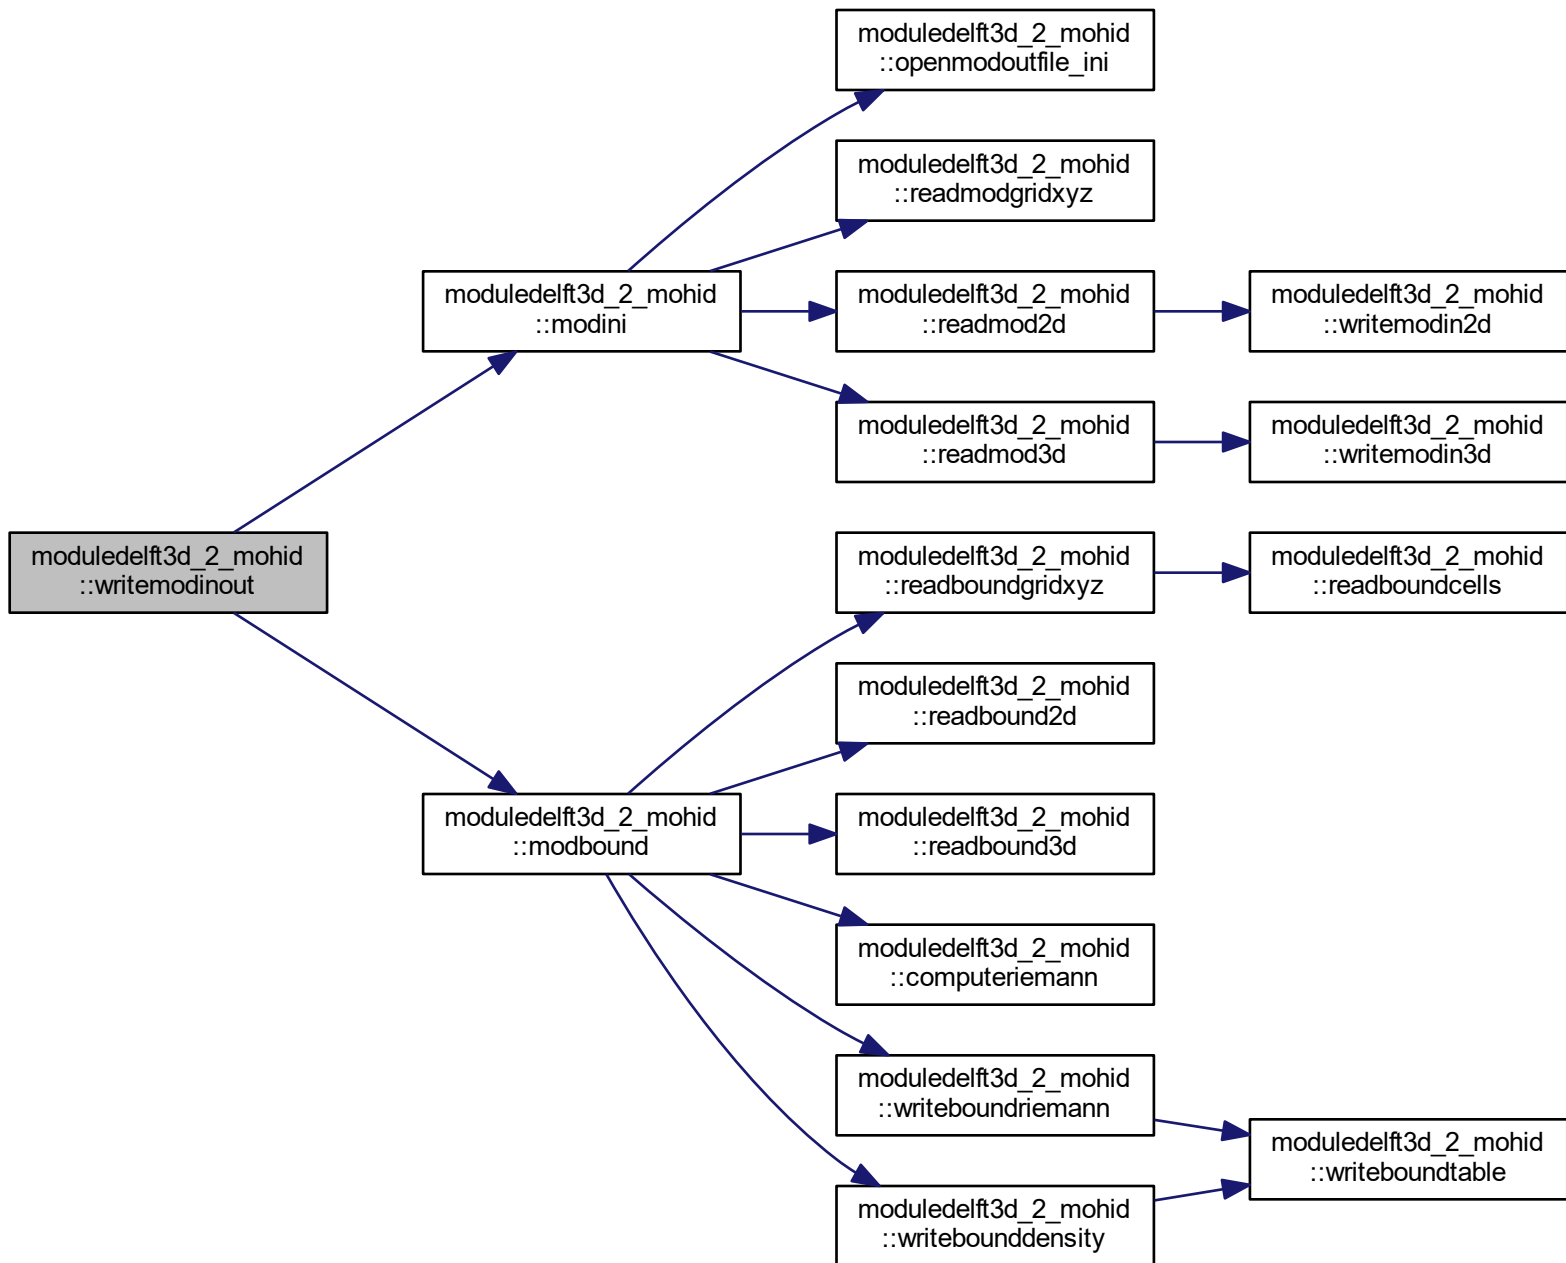 moduledelft3d_2_mohid
::openmodoutfile_ini
moduledelft3d_2_mohid
::readmodgridxyz
moduledelft3d_2_mohid
::modini
moduledelft3d_2_mohid
::readmod2d
moduledelft3d_2_mohid
::writemodin2d
moduledelft3d_2_mohid
::readmod3d
moduledelft3d_2_mohid
::writemodin3d
moduledelft3d_2_mohid
::writemodinout
moduledelft3d_2_mohid
::readboundgridxyz
moduledelft3d_2_mohid
::readboundcells
moduledelft3d_2_mohid
::readbound2d
moduledelft3d_2_mohid
::modbound
moduledelft3d_2_mohid
::readbound3d
moduledelft3d_2_mohid
::computeriemann
moduledelft3d_2_mohid
::writeboundriemann
moduledelft3d_2_mohid
::writeboundtable
moduledelft3d_2_mohid
::writebounddensity